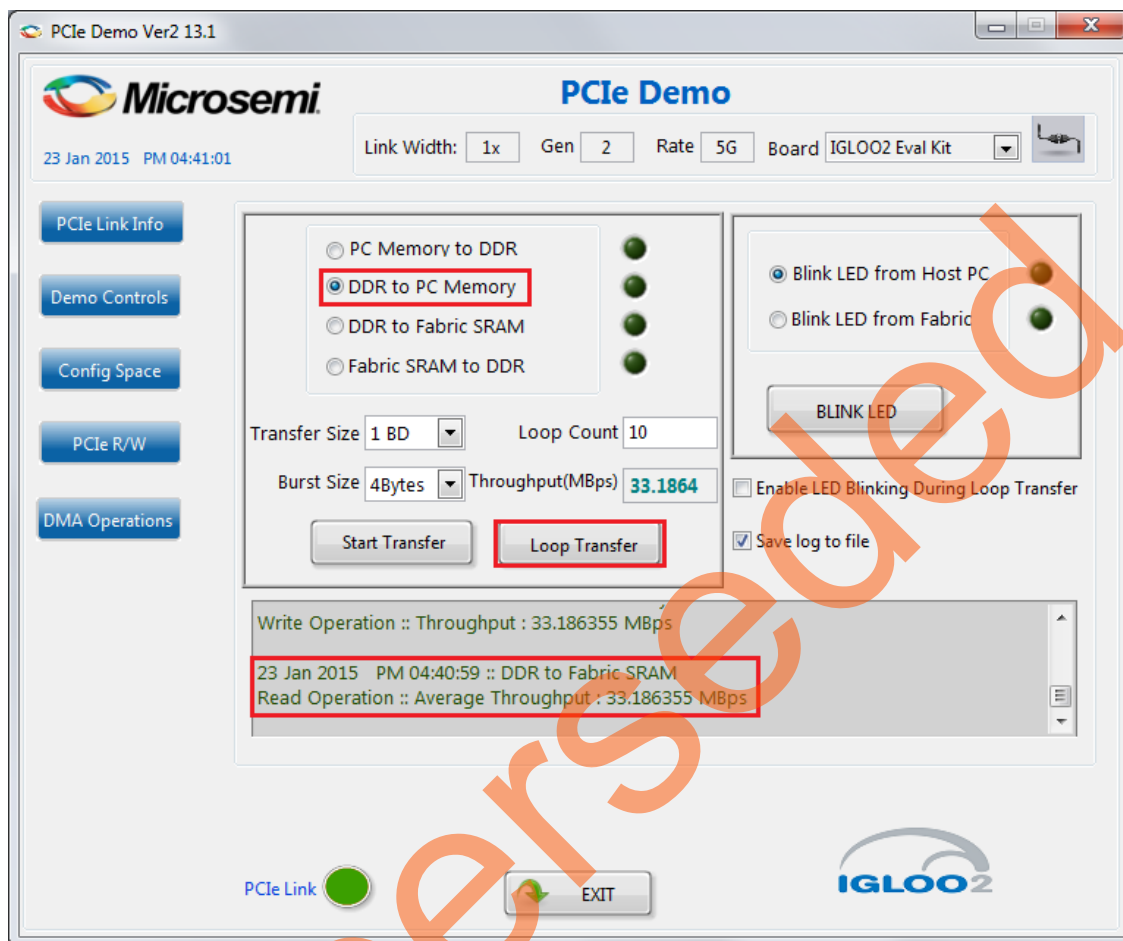 PCIe Demo Ver2 13.1
Microsemi.
PCIe Demo
23 Jan 2015 PM 04:41:01
Link Width: 1x Gen 2 Rate 5G Board IGLOO2 Eval Kit
PCIe Link Info
Demo Controls
Config Space
PCIe R/W
DMA Operations
PC Memory to DDR
DDR to PC Memory
DDR to Fabric SRAM
Fabric SRAM to DDR
Transfer Size 1 BD Loop Count 10
Burst Size 4Bytes Throughput(MBps) 33.1864
Start Transfer Loop Transfer
Blink LED from Host PC
Blink LED from Fabric
BLINK LED
Enable LED Blinking During Loop Transfer
Save log to file
Write Operation :: Throughput : 33.186355 MBps
23 Jan 2015 PM 04:40:59 :: DDR to Fabric SRAM
Read Operation :: Average Throughput : 33.186355 MBps
PCIe Link
EXIT
IGLOO2
erseded